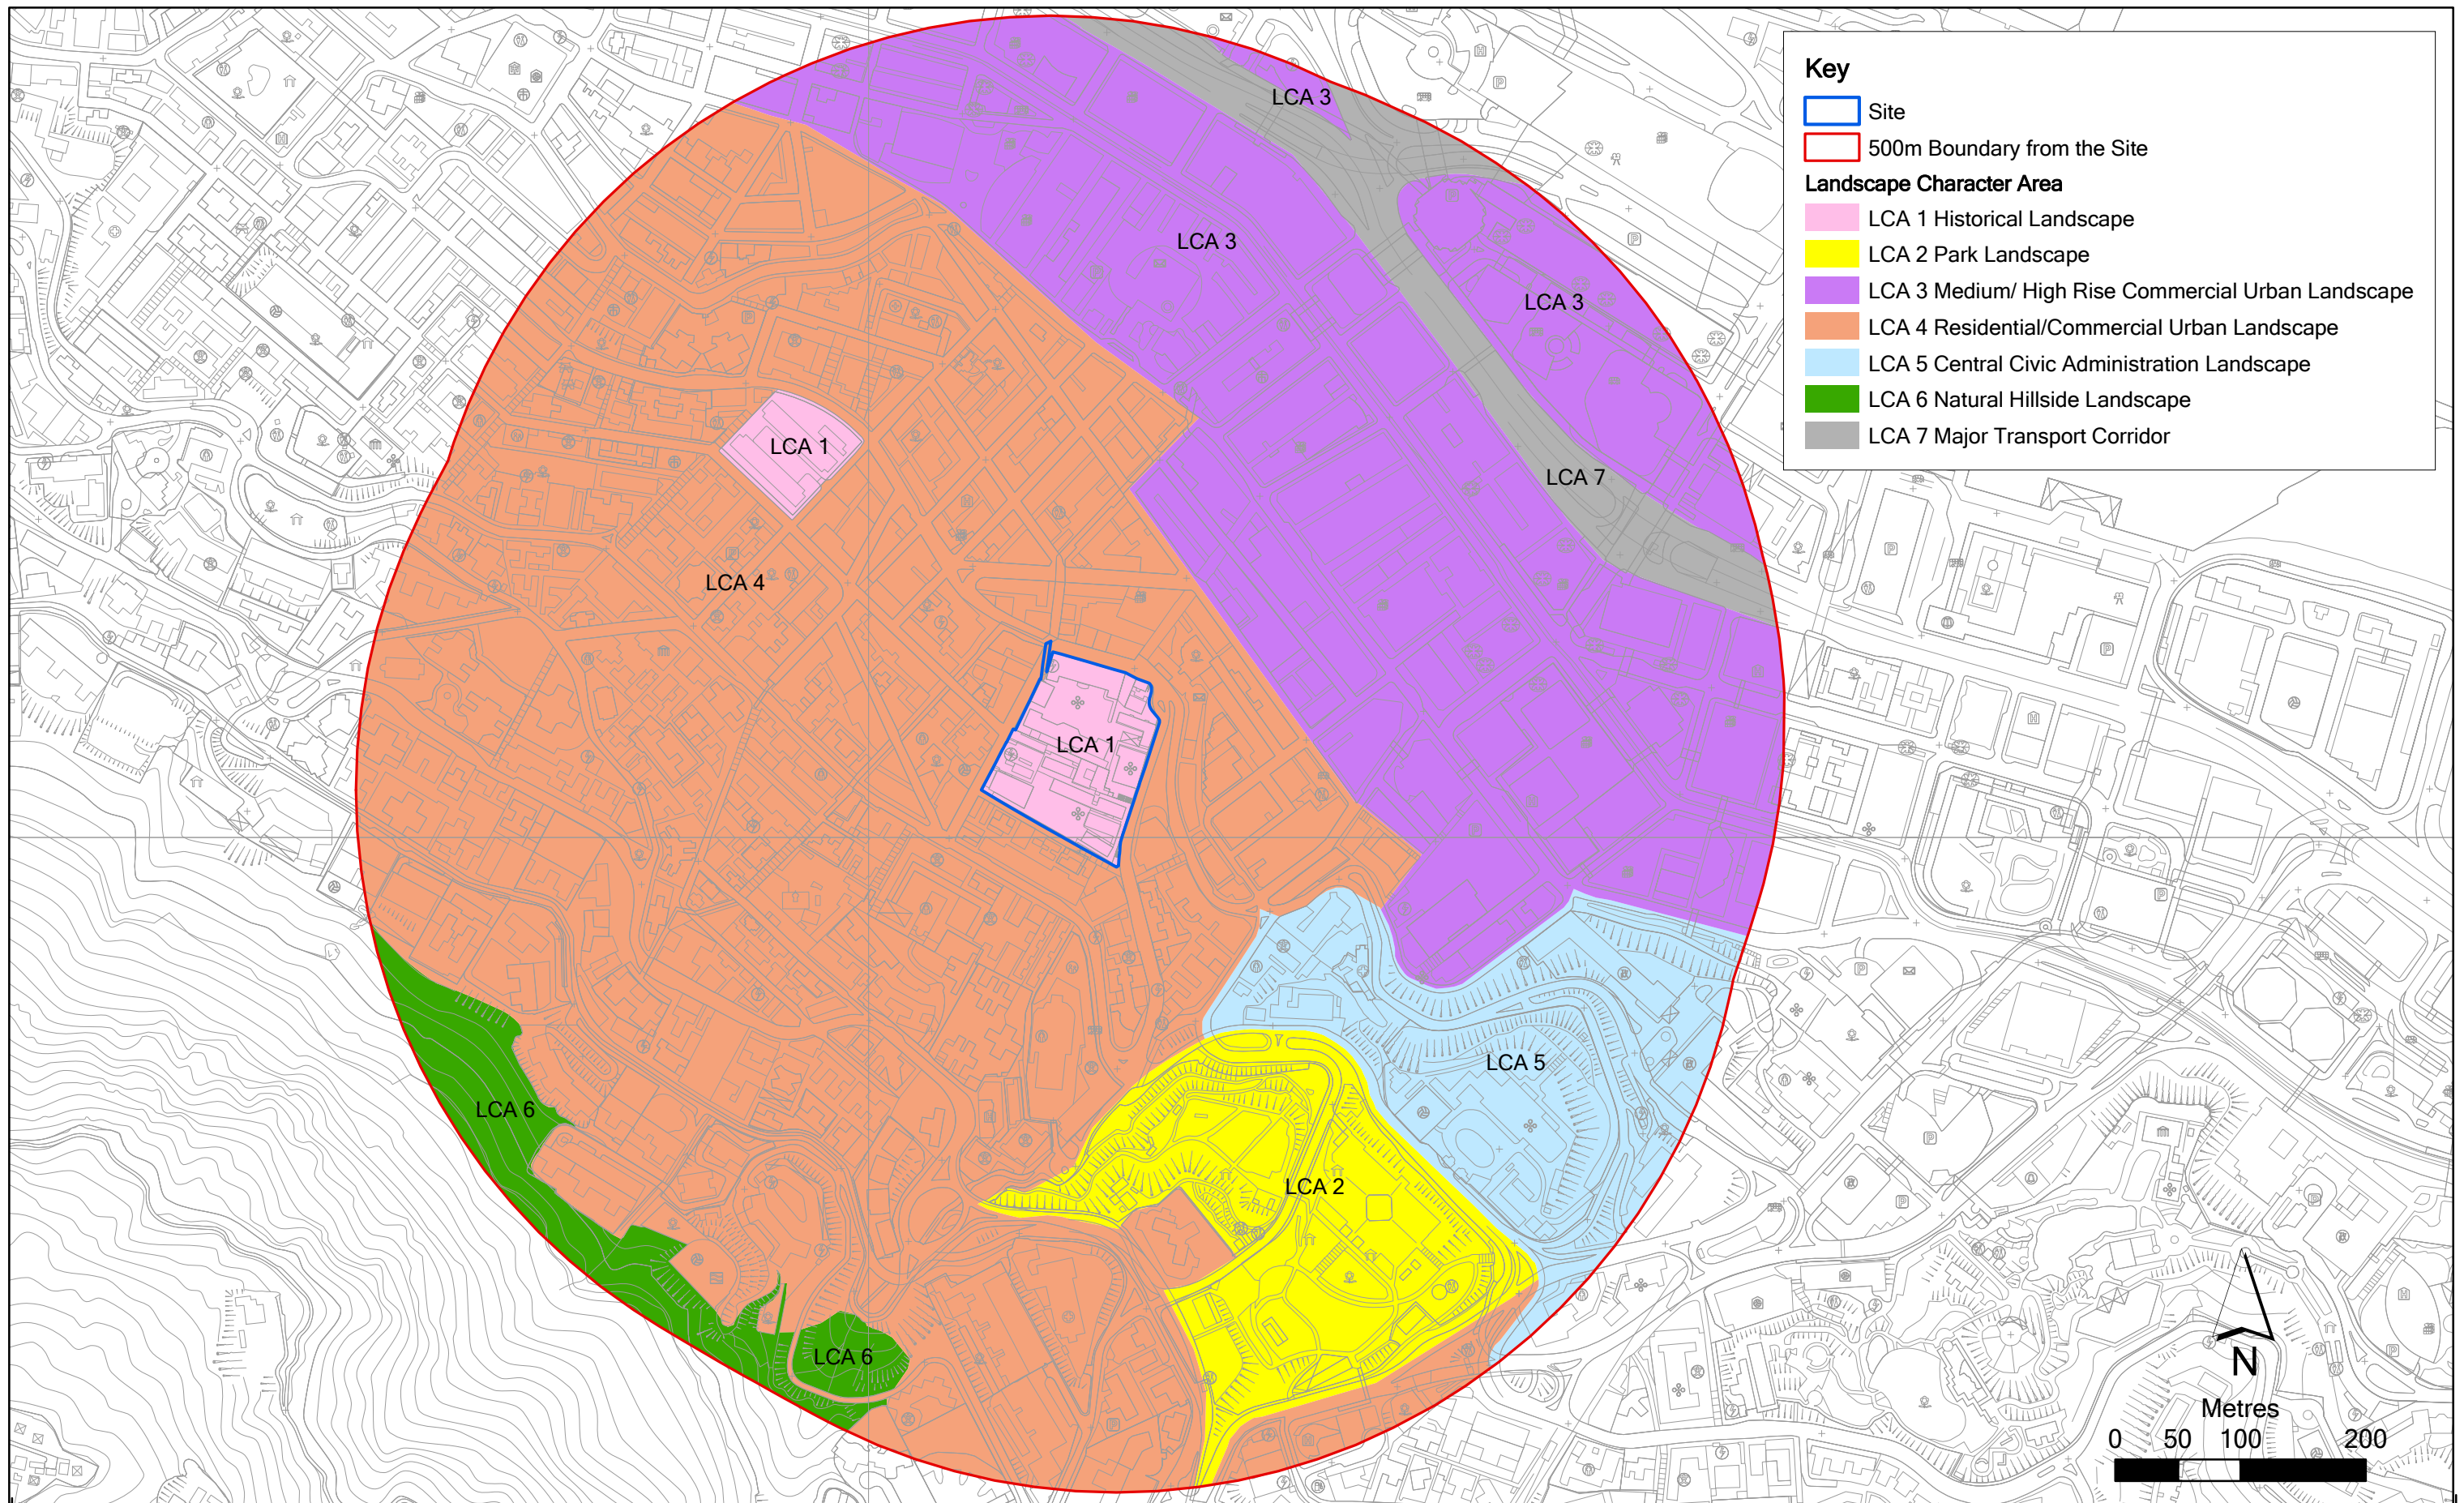 Key
Site
500m Boundary from the Site
Landscape Character Area
LCA 1 Historical Landscape
LCA 2 Park Landscape
LCA 3 Medium/ High Rise Commercial Urban Landscape
LCA 4 Residential/Commercial Urban Landscape
LCA 5 Central Civic Administration Landscape
LCA 6 Natural Hillside Landscape
LCA 7 Major Transport Corridor
LCA 3
LCA 3
LCA 3
LCA 1
LCA 7
LCA 4
LCA 1
LCA 5
LCA 6
LCA 2
LCA 6
N
Metres
0 50 100 200